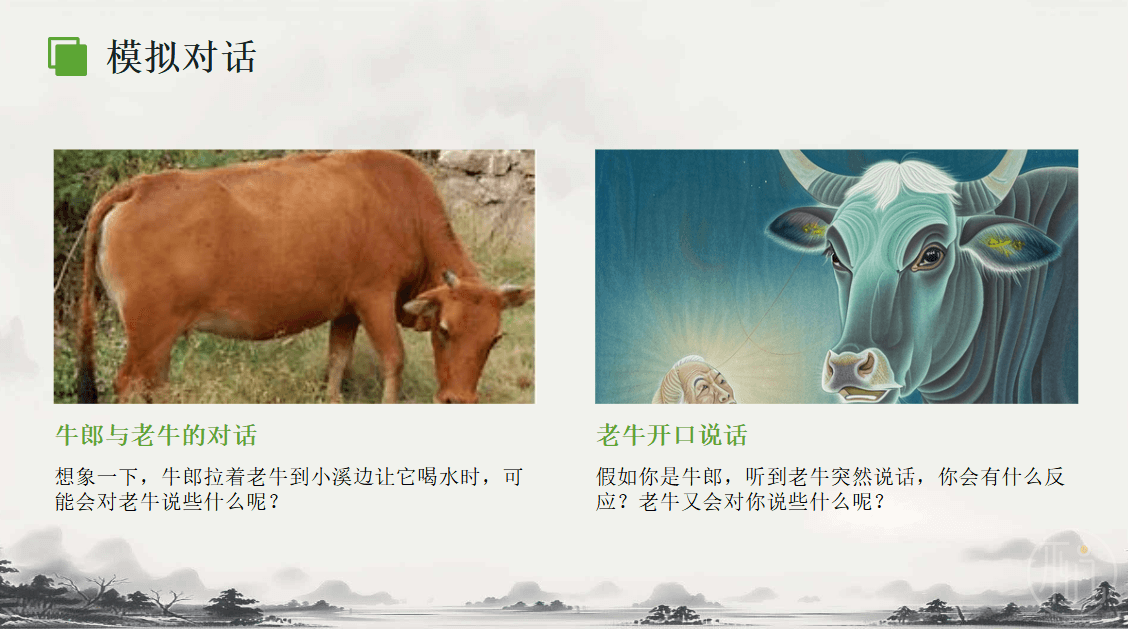 模拟对话
牛郎与老牛的对话
想象一下，牛郎拉着老牛到小溪边让它喝水时，可
能会对老牛说些什么呢？
老牛开口说话
假如你是牛郎，听到老牛突然说话，你会有什么反
应？老牛又会对你说些什么呢？